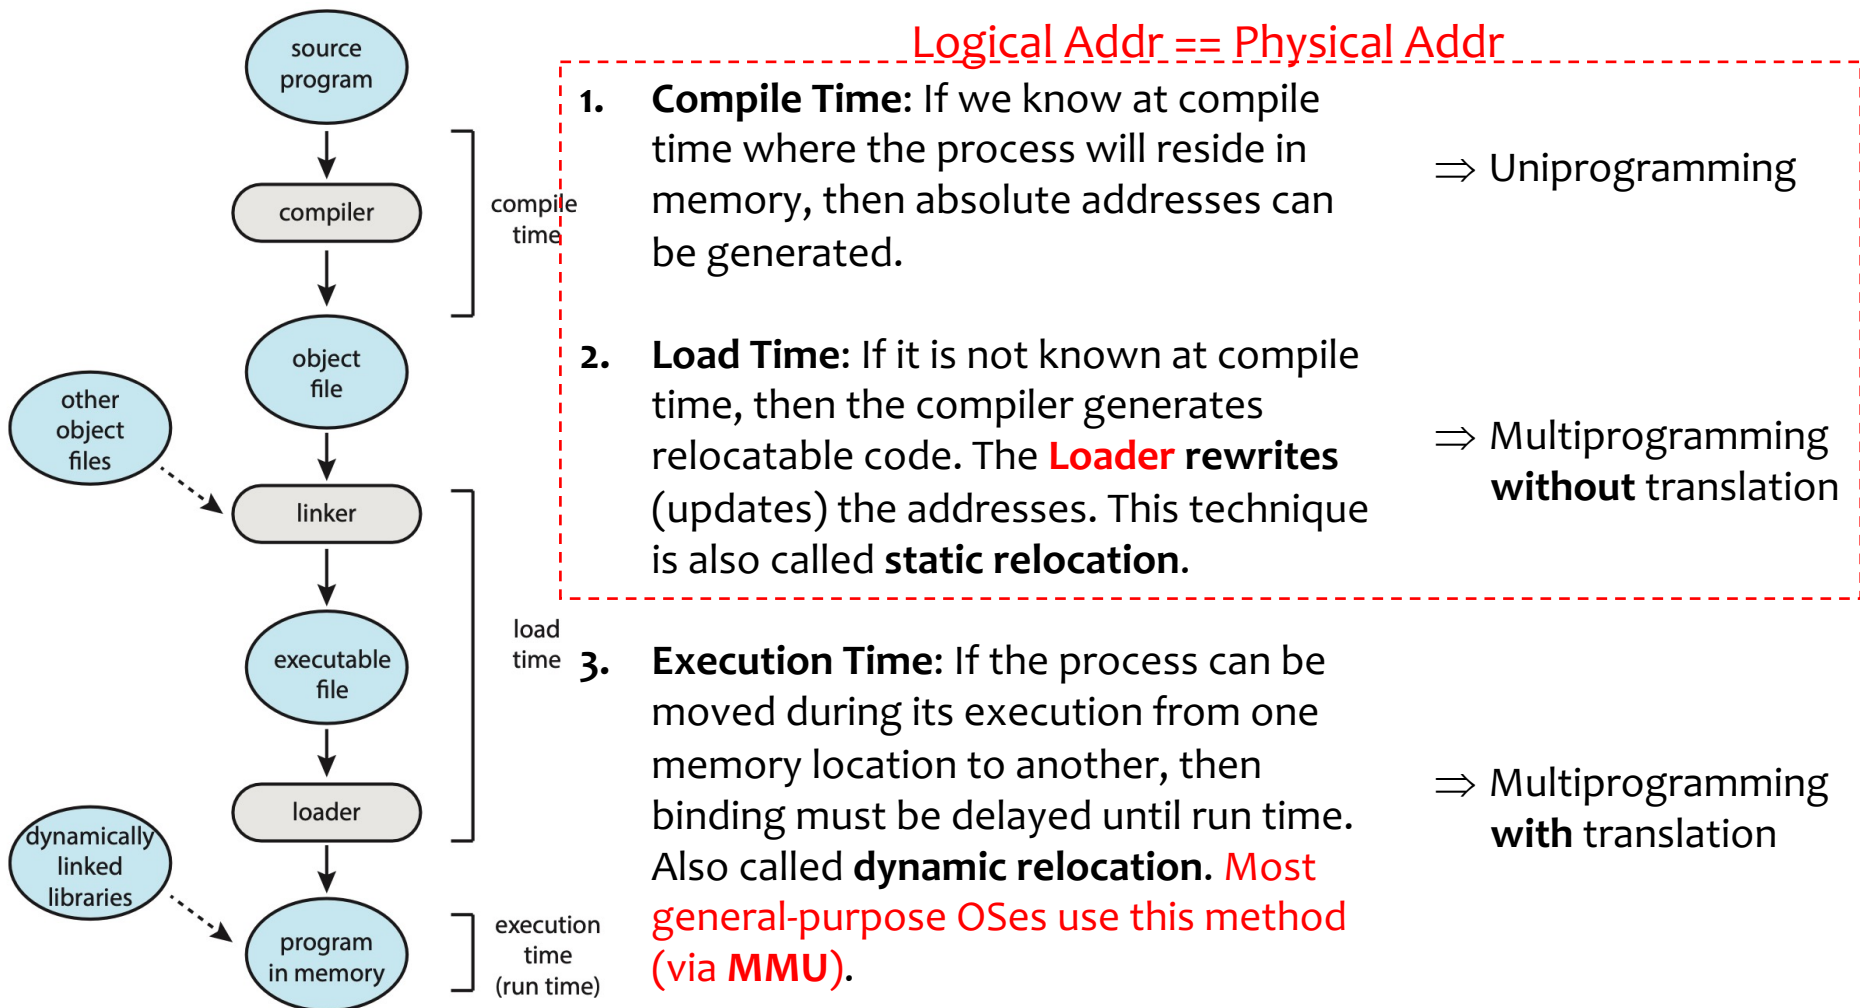 Logical Addr == Physical Addr
source
program
compiler
compile
time
object
file
other
object
files
linker
executable
file
load
time
loader
dynamically
linked
libraries
program
in memory
execution
time
(run time)
1. Compile Time: If we know at compile
time where the process will reside in
memory, then absolute addresses can
be generated.
⇒ Uniprogramming
2. Load Time: If it is not known at compile
time, then the compiler generates
relocatable code. The Loader rewrites
(updates) the addresses. This technique
is also called static relocation.
⇒ Multiprogramming
without translation
3. Execution Time: If the process can be
moved during its execution from one
memory location to another, then
binding must be delayed until run time.
Also called dynamic relocation. Most
general-purpose OSes use this method
(via MMU).
⇒ Multiprogramming
with translation